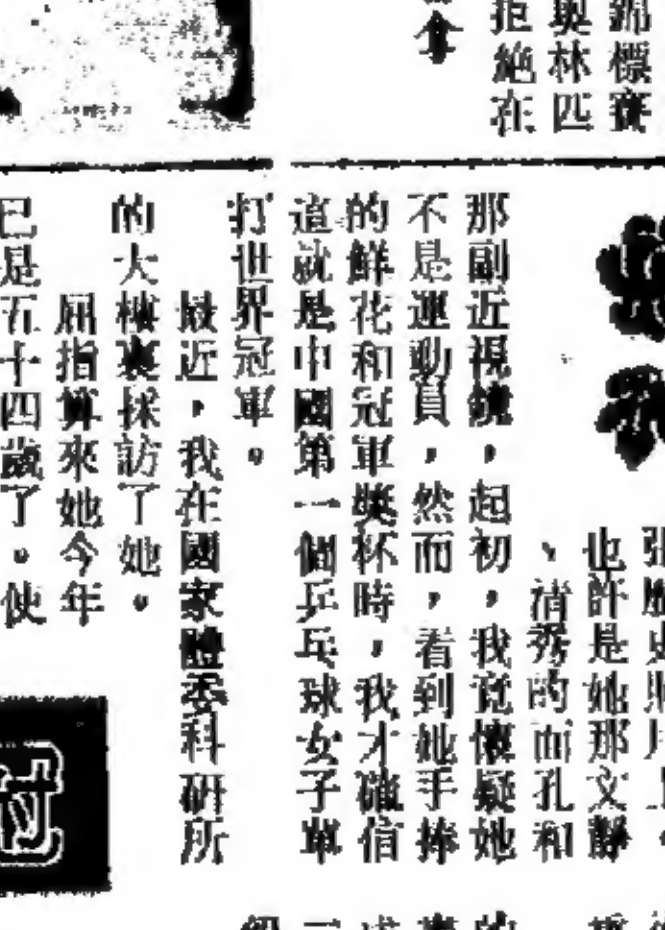 錦標賽
奧林匹
拒絕在
也許是她那文靜
、清秀的面孔和
那副近視鏡，起初，我竟懷疑她
不是運動員，然而，看到她手捧
的鮮花和冠軍獎杯時，我才確信
這就是中國第一個乒乓球女子單
打世界冠軍。
最近，我在國家體委科研所
的大樓裏採訪了她。
屈指算來她今年
已是五十四歲了。使